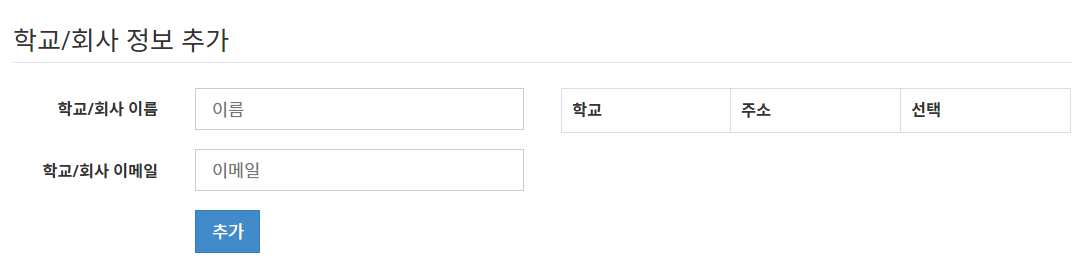 학교/회사 정보 추가
학교/회사 이름
이름
학교 주소 선택
학교/회사 이메일
이메일
추가